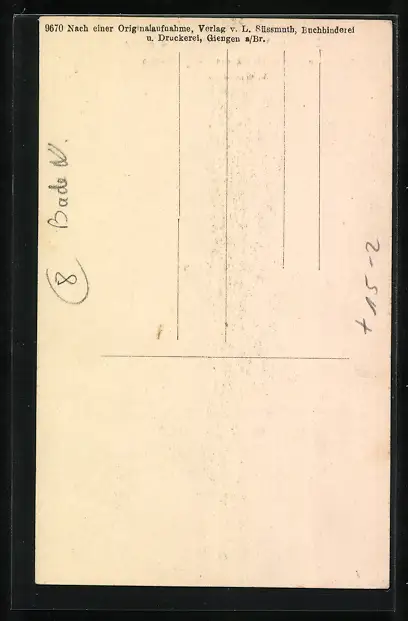 9670 Nach einer Originalaufnahme, Verlag v. L. Süssmuth, Buchbinderei
u. Druckerei, Giengen a/Br.
Bade W.
8
+ 15-2